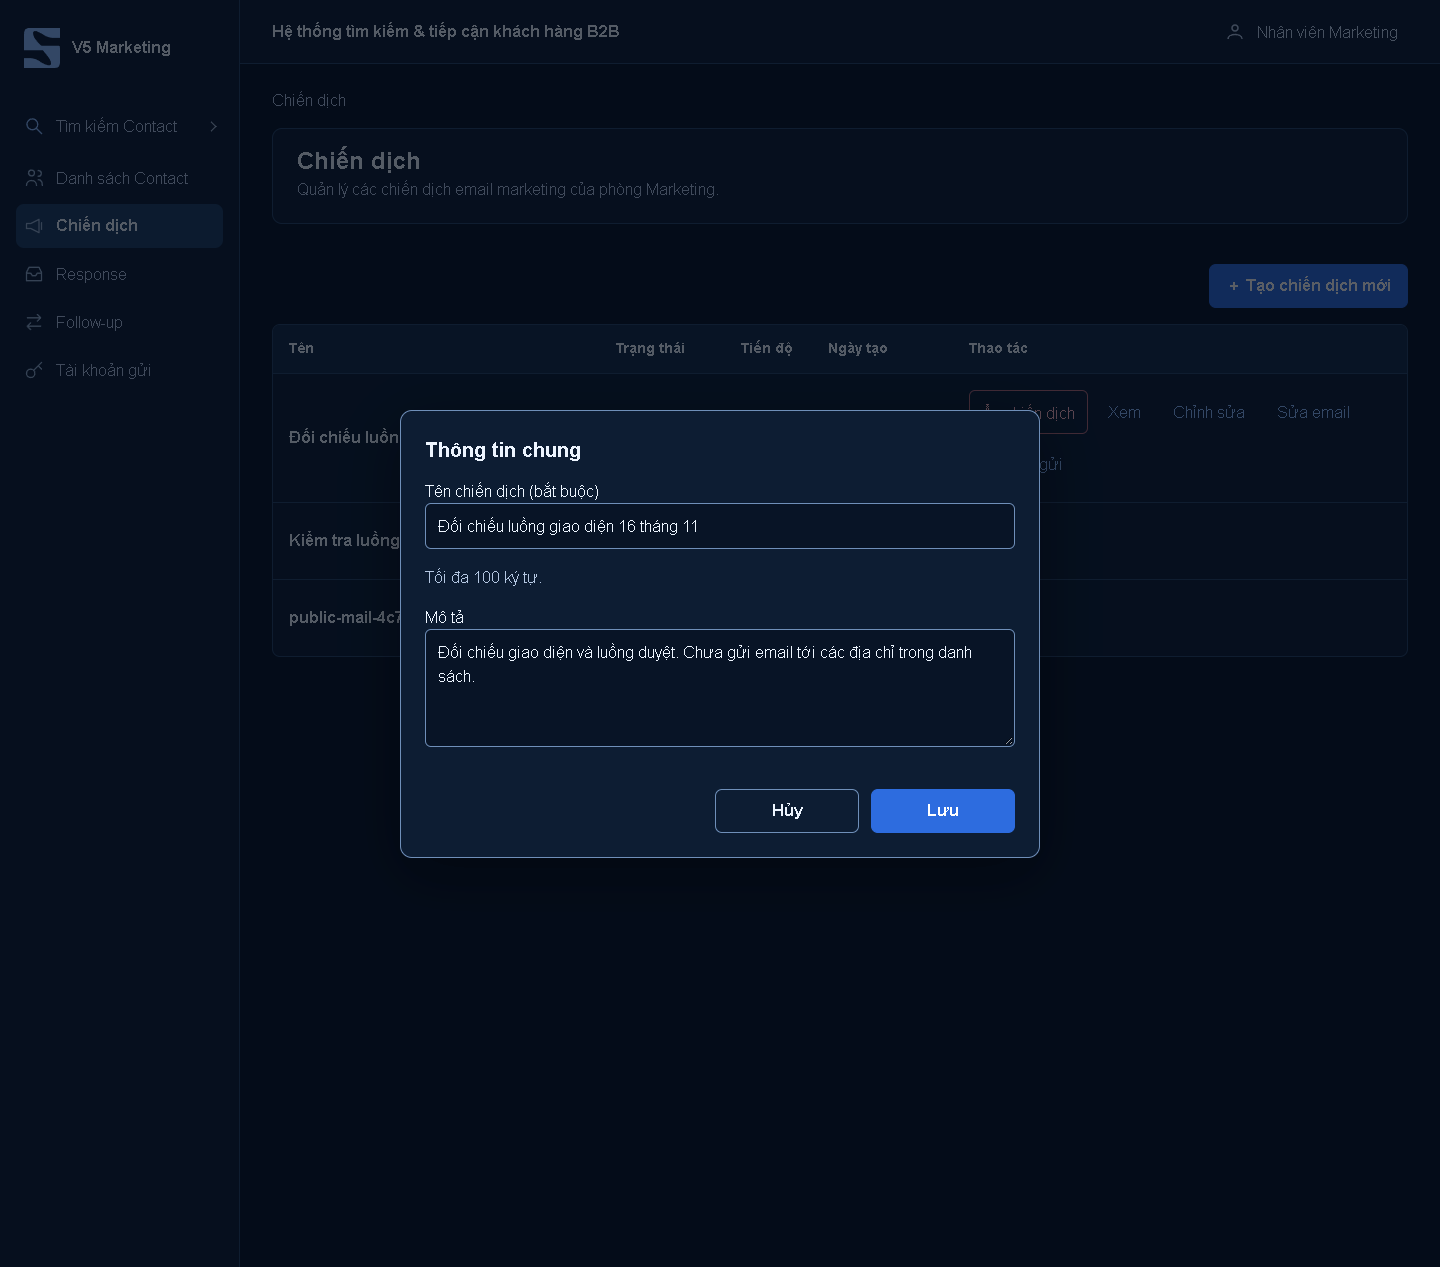 V5 Marketing
Hệ thống tìm kiếm & tiếp cận khách hàng B2B
Nhân viên Marketing
Tìm kiếm Contact
Danh sách Contact
Chiến dịch
Response
Follow-up
Tài khoản gửi
Chiến dịch
Chiến dịch
Quản lý các chiến dịch email marketing của phòng Marketing.
+ Tạo chiến dịch mới
Tên Trạng thái Tiến độ Ngày tạo Thao tác
Đối chiếu luồn
dịch Xem Chỉnh sửa Sửa email
gửi
Kiểm tra luồng
public-mail-4c7
Thông tin chung
Tên chiến dịch (bắt buộc)
Đối chiếu luồng giao diện 16 tháng 11
Tối đa 100 ký tự.
Mô tả
Đối chiếu giao diện và luồng duyệt. Chưa gửi email tới các địa chỉ trong danh
sách.
Hủy Lưu